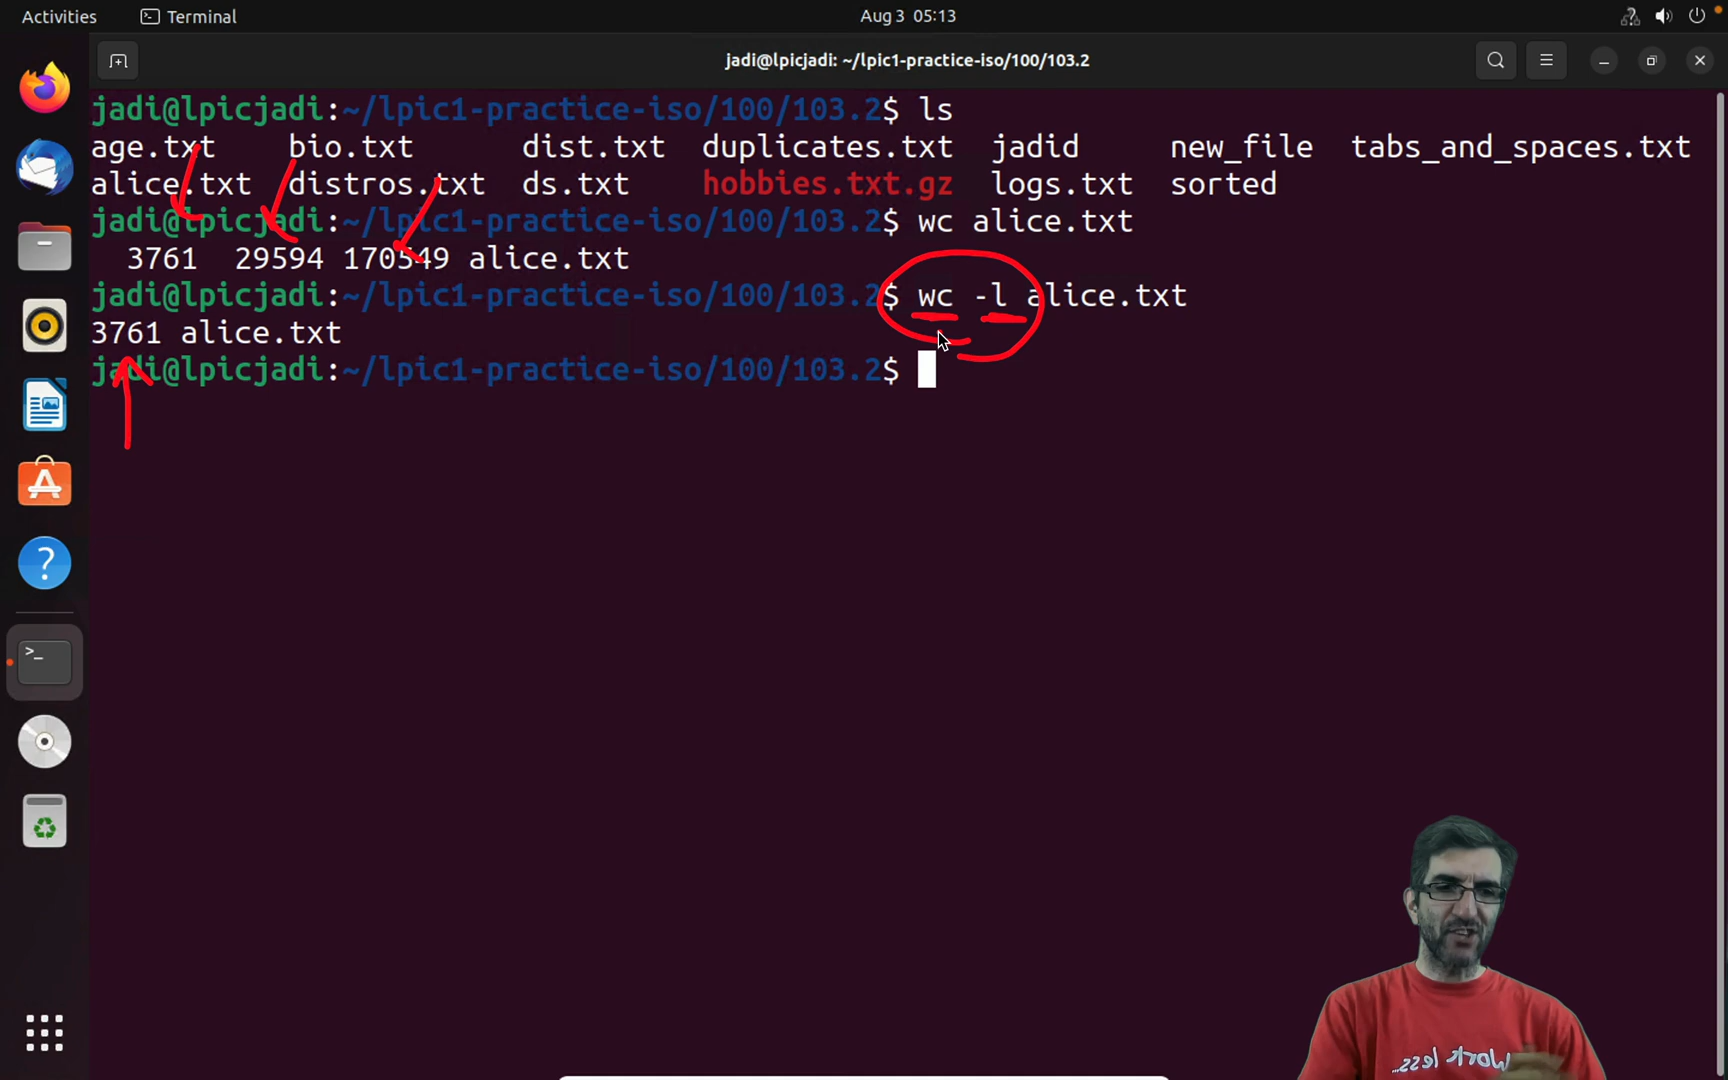 Activities Terminal Aug 3 05:13
jadi@lpicjadi: ~/lpic1-practice-iso/100/103.2
jadi@lpicjadi:~/lpic1-practice-iso/100/103.2$ ls
age.txt bio.txt dist.txt duplicates.txt jadid new_file tabs_and_spaces.txt
alice.txt distros.txt ds.txt hobbies.txt.gz logs.txt sorted
jadi@lpicjadi:~/lpic1-practice-iso/100/103.2$ wc alice.txt
3761 29594 170549 alice.txt
jadi@lpicjadi:~/lpic1-practice-iso/100/103.2$ wc -l alice.txt
3761 alice.txt
jadi@lpicjadi:~/lpic1-practice-iso/100/103.2$
Work less...